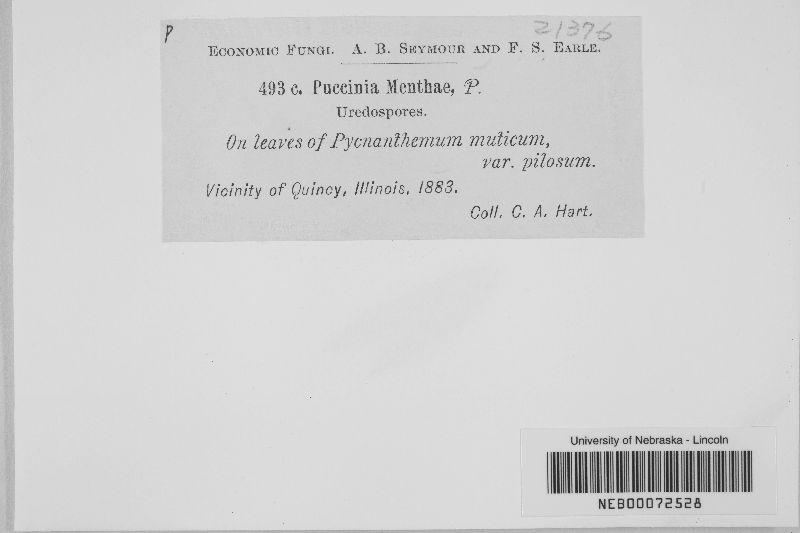 21376
P
Economic Fungi. A. B. Seymour and F. S. Earle.
493 c. Puccinia Menthae, P.
Uredospores.
On leaves of Pycnanthemum muticum,
var. pilosum.
Vicinity of Quincy, Illinois, 1883.
Coll. C. A. Hart.
University of Nebraska - Lincoln
NEB00072528